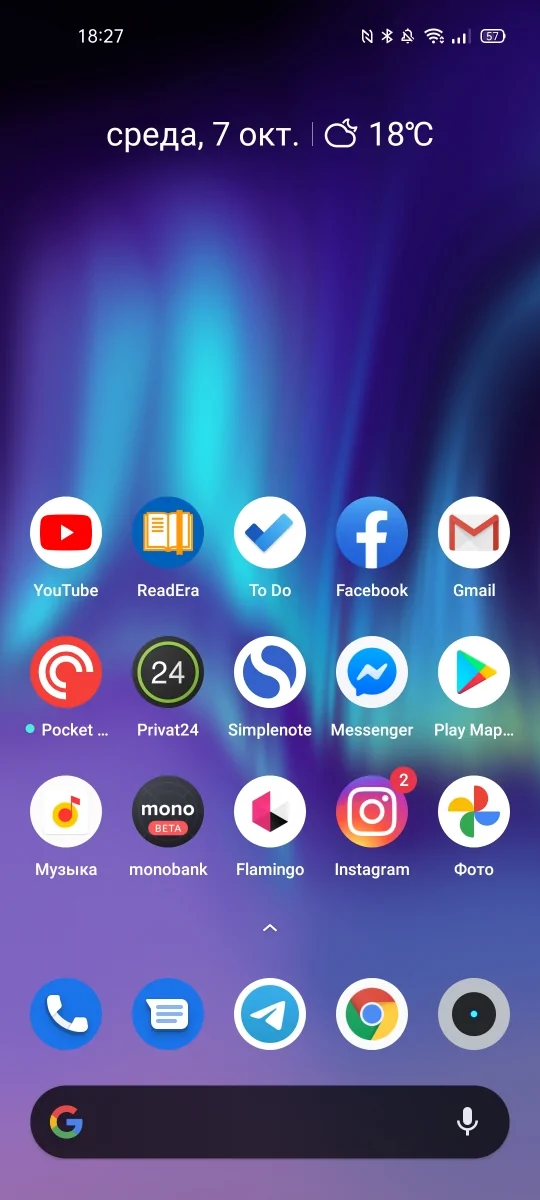 18:27
57
среда, 7 окт. 18°C
YouTube ReadEra To Do Facebook Gmail
24
Pocket ... Privat24 Simplenote Messenger Play Map...
2
mono
BETA
Музыка monobank Flamingo Instagram Фото
G